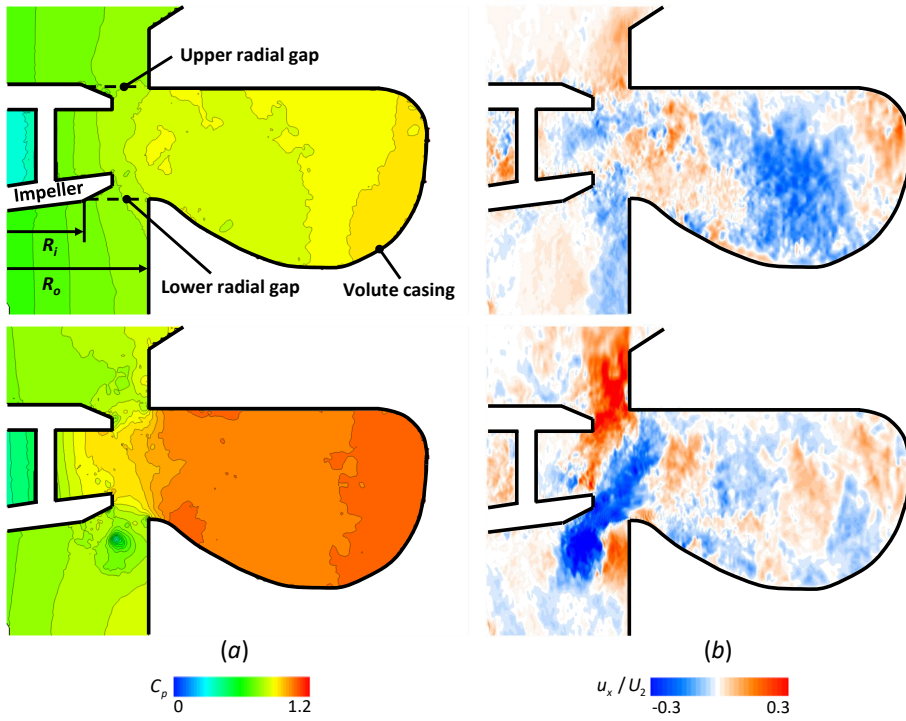 Upper radial gap
Impeller
R_i
R_o
Lower radial gap
Volute casing
(a)
(b)
C_p
0
1.2
u_x / U_2
-0.3
0.3